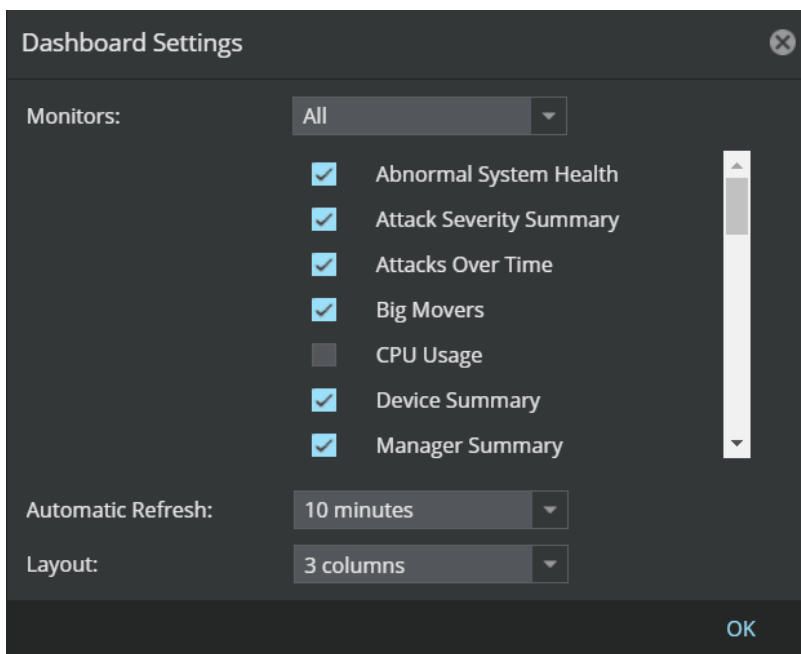 Dashboard Settings
Monitors:
All
Abnormal System Health
Attack Severity Summary
Attacks Over Time
Big Movers
CPU Usage
Device Summary
Manager Summary
Automatic Refresh:
10 minutes
Layout:
3 columns
OK